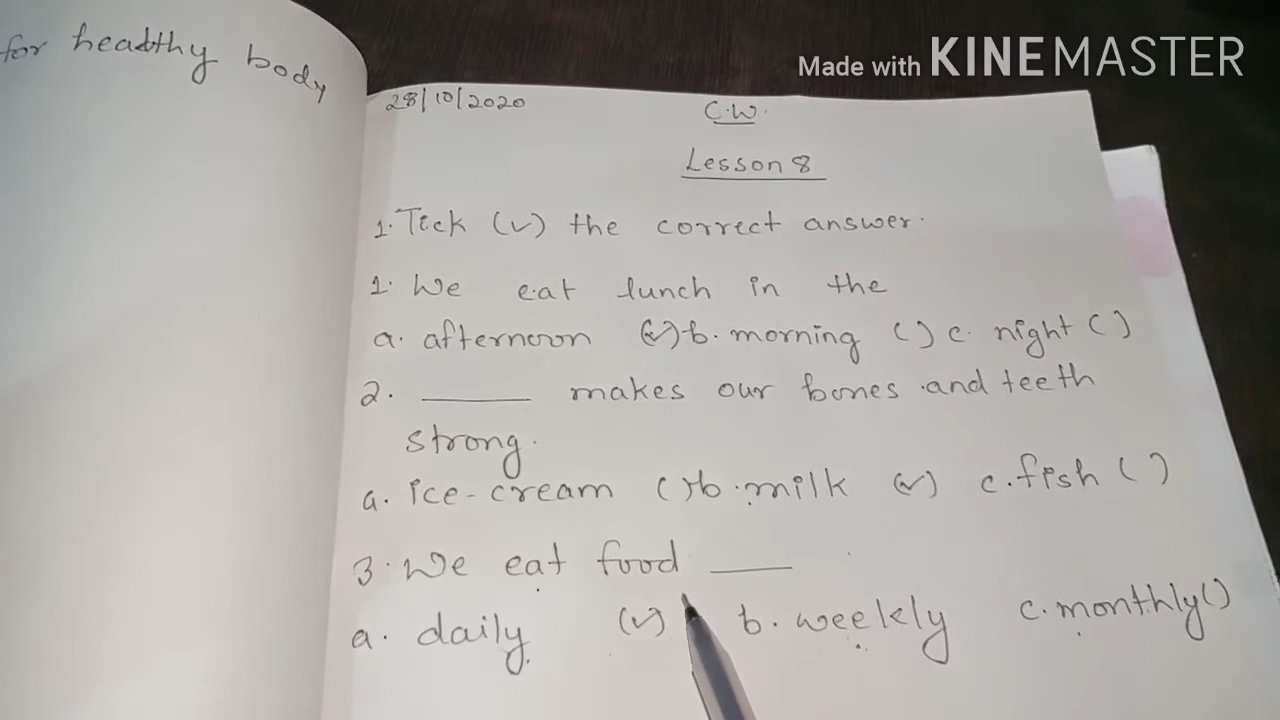 for healthy body
Made with KINEMASTER
28/10/2020
C.W.
Lesson 8
1. Tick (✓) the correct answer.
1. We eat lunch in the
a. afternoon (✓) b. morning ( ) c. night ( )
2. ______ makes our bones and teeth
strong.
a. ice-cream ( ) b. milk (✓) c. fish ( )
3. We eat food _____
a. daily (✓) b. weekly c. monthly ( )